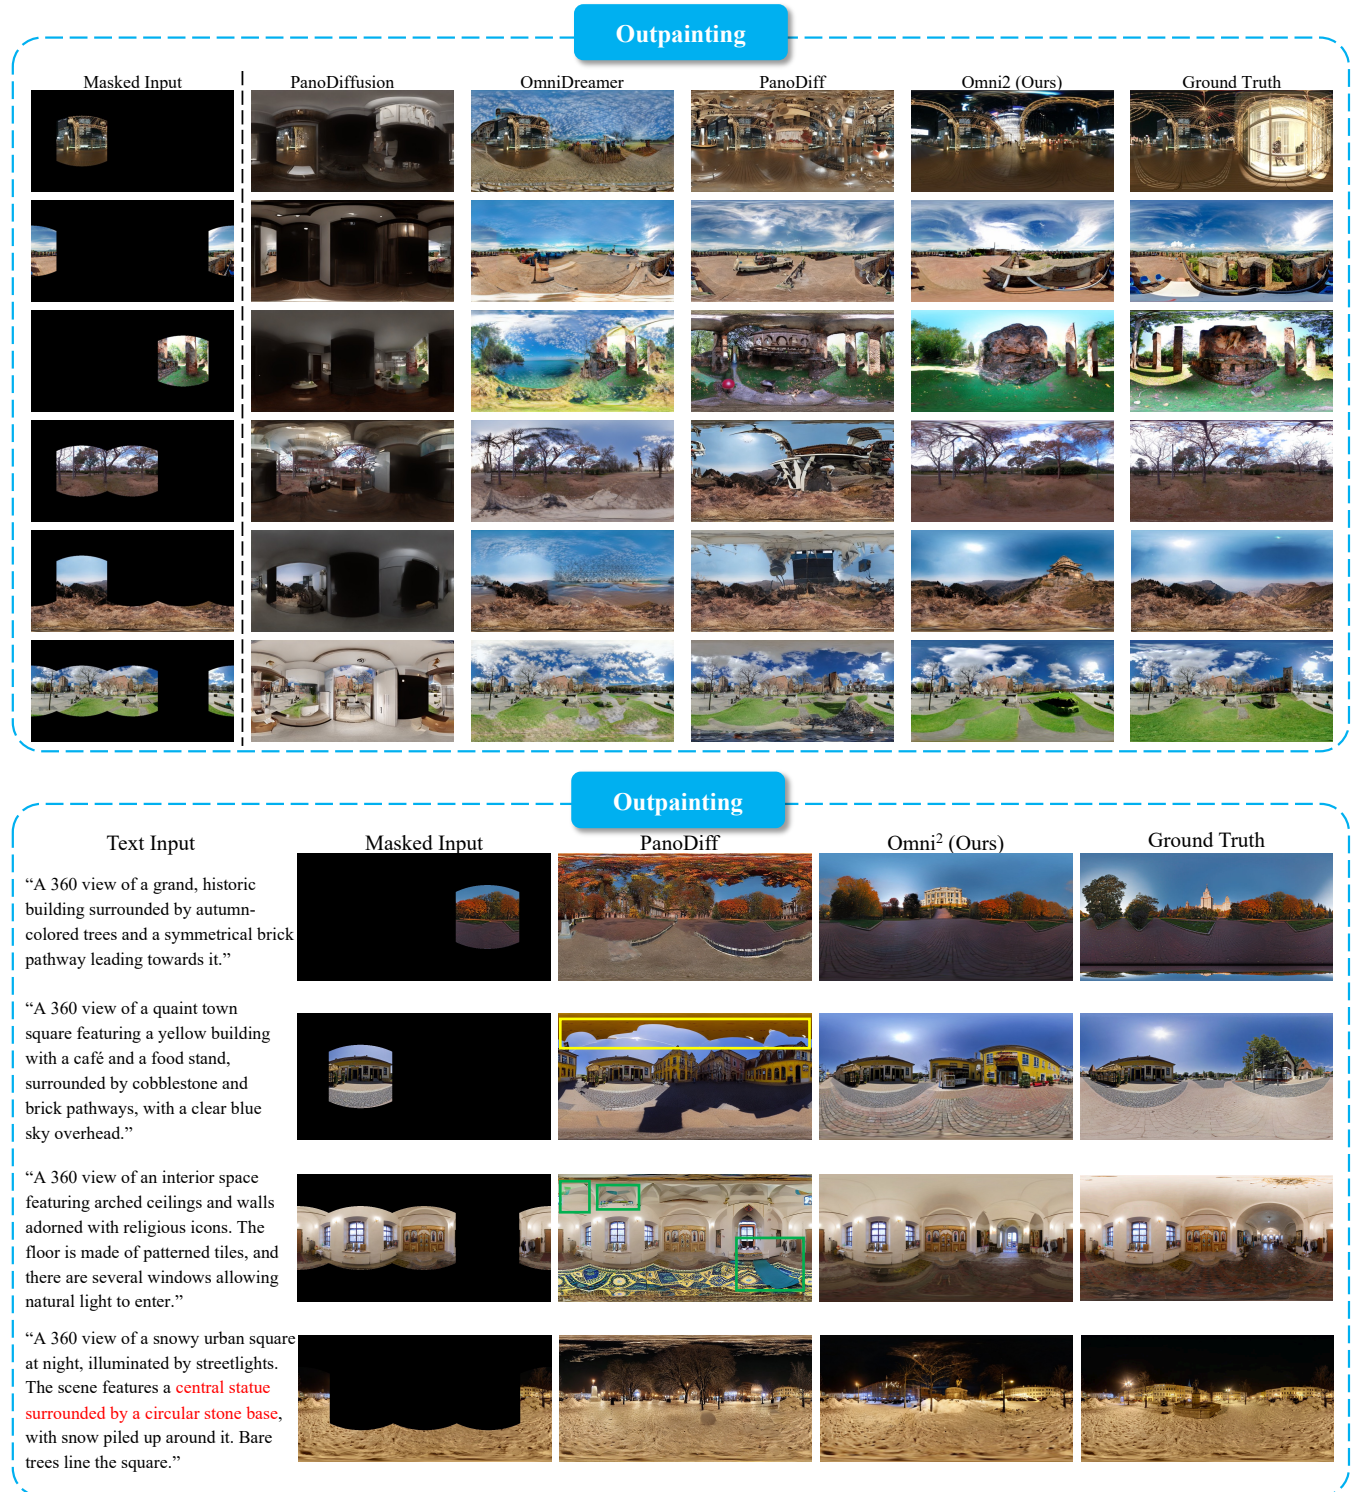 Outpainting
Masked Input
PanoDiffusion
OmniDreamer
PanoDiff
Omni2 (Ours)
Ground Truth
Outpainting
Text Input
Masked Input
PanoDiff
Omni² (Ours)
Ground Truth
“A 360 view of a grand, historic
building surrounded by autumn-
colored trees and a symmetrical brick
pathway leading towards it.”
“A 360 view of a quaint town
square featuring a yellow building
with a café and a food stand,
surrounded by cobblestone and
brick pathways, with a clear blue
sky overhead.”
“A 360 view of an interior space
featuring arched ceilings and walls
adorned with religious icons. The
floor is made of patterned tiles, and
there are several windows allowing
natural light to enter.”
“A 360 view of a snowy urban square
at night, illuminated by streetlights.
The scene features a central statue
surrounded by a circular stone base,
with snow piled up around it. Bare
trees line the square.”